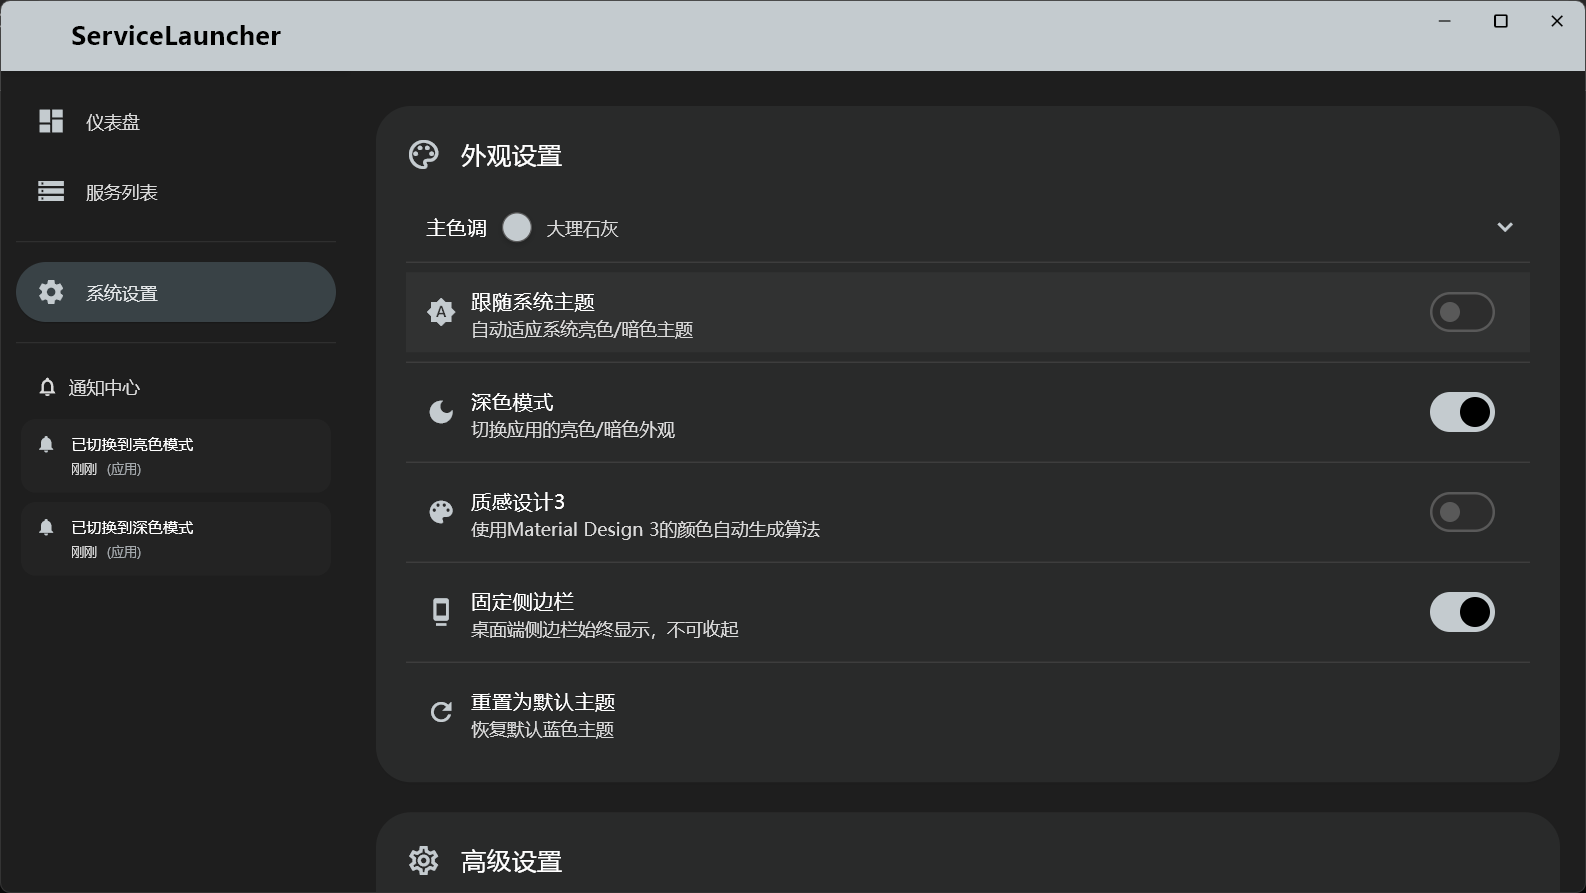 ServiceLauncher
仪表盘
服务列表
系统设置
通知中心
已切换到亮色模式
刚刚 (应用)
已切换到深色模式
刚刚 (应用)
外观设置
主色调 大理石灰
A
跟随系统主题
自动适应系统亮色/暗色主题
深色模式
切换应用的亮色/暗色外观
质感设计3
使用Material Design 3的颜色自动生成算法
固定侧边栏
桌面端侧边栏始终显示，不可收起
重置为默认主题
恢复默认蓝色主题
高级设置